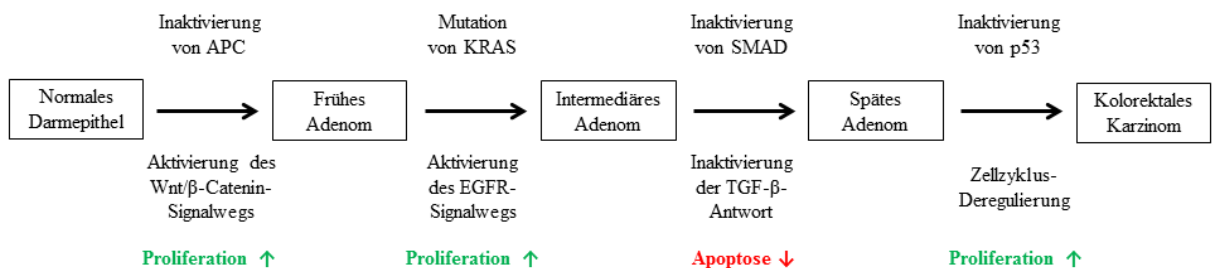 Inaktivierung
von APC
Mutation
von KRAS
Inaktivierung
von SMAD
Inaktivierung
von p53
Normales
Darmepithel
Frühes
Adenom
Intermediäres
Adenom
Spätes
Adenom
Kolorektales
Karzinom
Aktivierung des
Wnt/β-Catenin-
Signalwegs
Aktivierung
des EGFR-
Signalwegs
Inaktivierung
der TGF-β-
Antwort
Zellzyklus-
Deregulierung
Proliferation ↑
Proliferation ↑
Apoptose ↓
Proliferation ↑